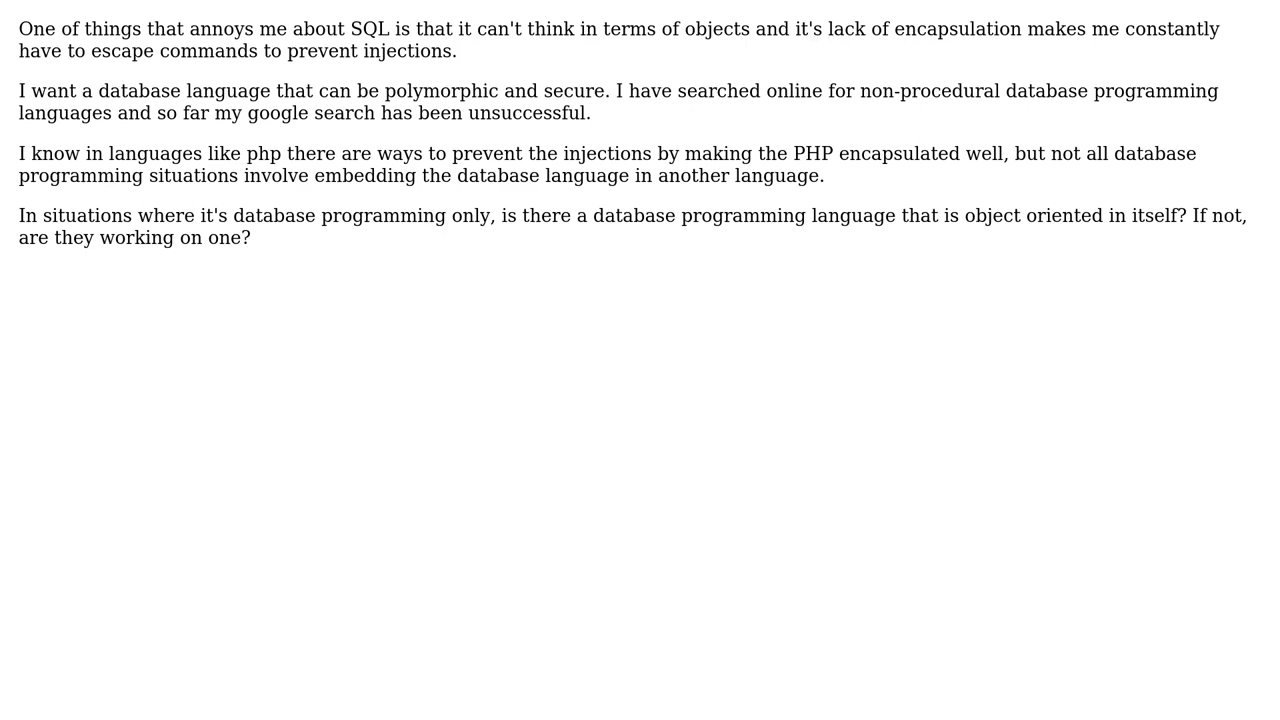 One of things that annoys me about SQL is that it can't think in terms of objects and it's lack of encapsulation makes me constantly
have to escape commands to prevent injections.
I want a database language that can be polymorphic and secure. I have searched online for non-procedural database programming
languages and so far my google search has been unsuccessful.
I know in languages like php there are ways to prevent the injections by making the PHP encapsulated well, but not all database
programming situations involve embedding the database language in another language.
In situations where it's database programming only, is there a database programming language that is object oriented in itself? If not,
are they working on one?